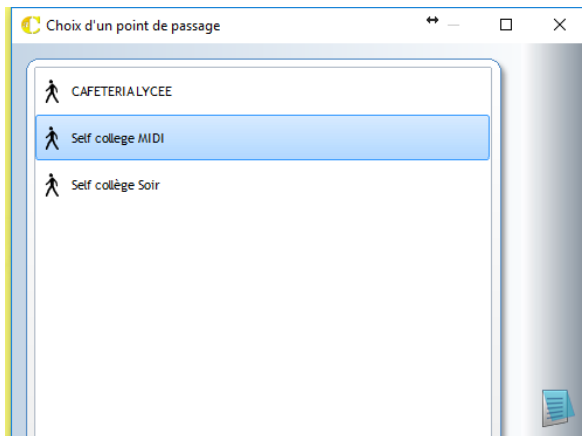 Choix d'un point de passage
CAFETERIALYCEE
Self college MIDI
Self collège Soir